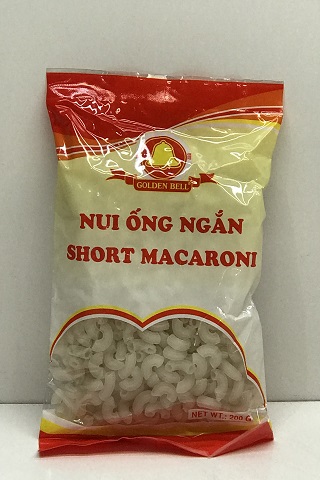 GOLDEN BELL
NUI ỐNG NGẮN
SHORT MACARONI
NET WT.: 200 G